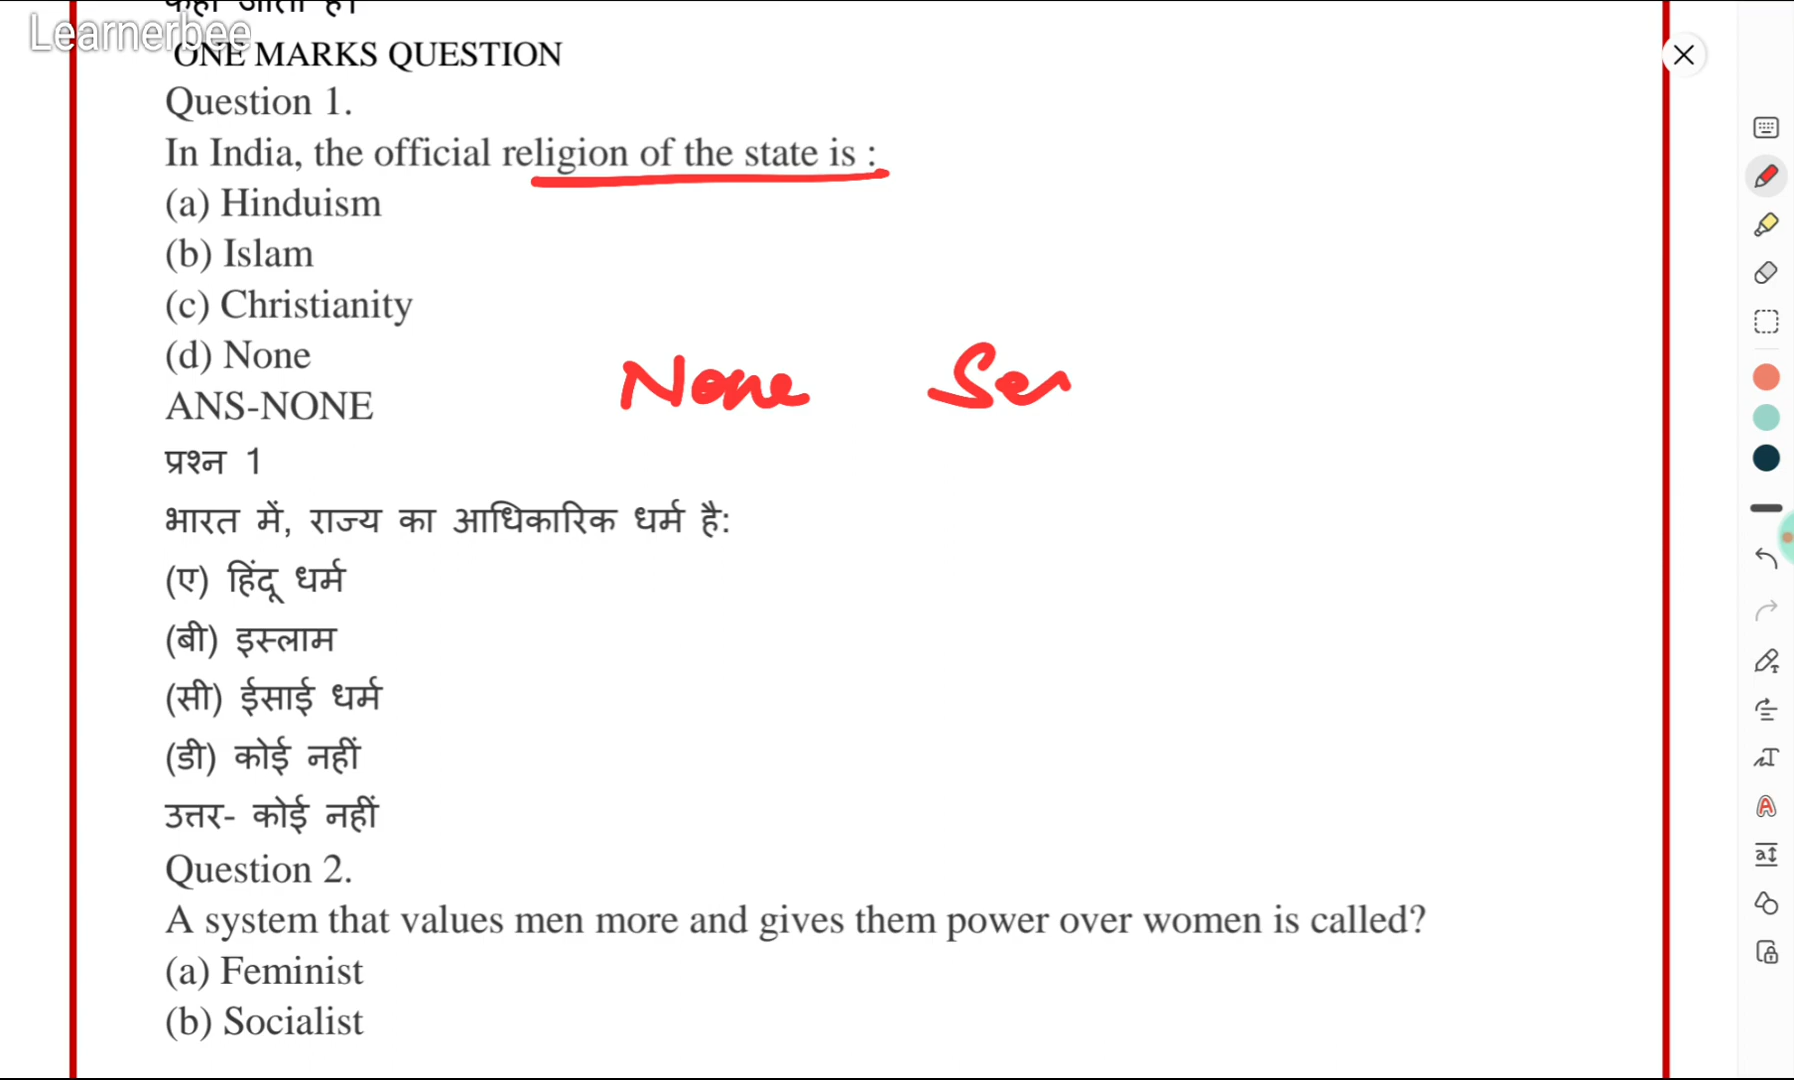 Learnerbee
ONE MARKS QUESTION
Question 1.
In India, the official religion of the state is :
(a) Hinduism
(b) Islam
(c) Christianity
(d) None
None Ser
ANS-NONE
प्रश्न 1
भारत में, राज्य का आधिकारिक धर्म है:
(ए) हिंदू धर्म
(बी) इस्लाम
(सी) ईसाई धर्म
(डी) कोई नहीं
उत्तर- कोई नहीं
Question 2.
A system that values men more and gives them power over women is called?
(a) Feminist
(b) Socialist